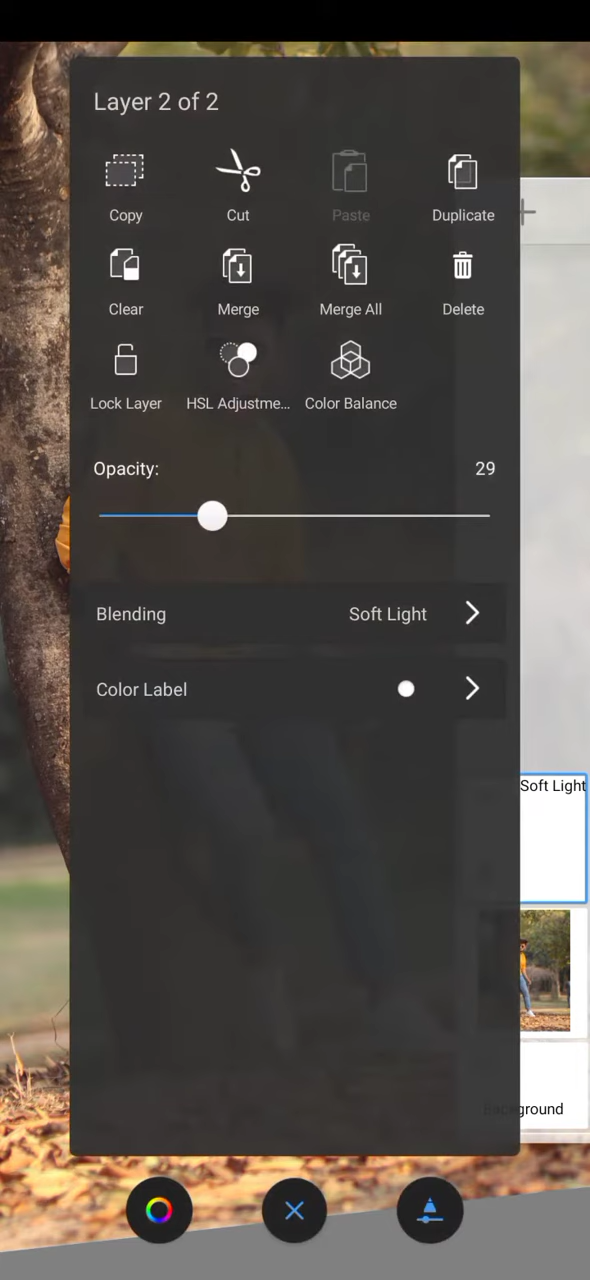 Layer 2 of 2
Copy
Cut
Paste
Duplicate
Clear
Merge
Merge All
Delete
Lock Layer
HSL Adjustme...
Color Balance
Opacity:
29
Blending
Soft Light
Color Label
Soft Light
Background